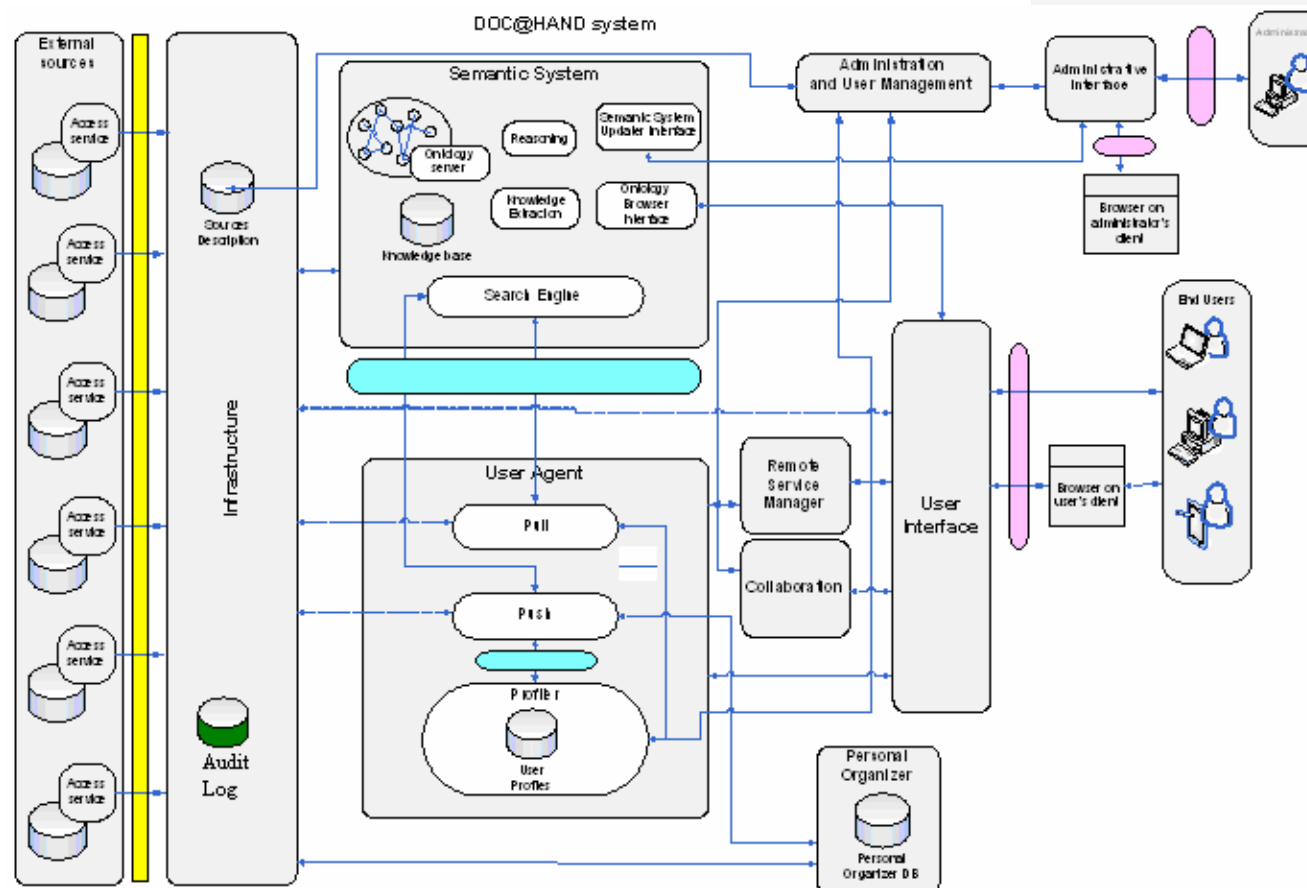 DOC@HAND system
External
sources
Access
service
Access
service
Access
service
Access
service
Access
service
Access
service
Infrastructure
Sources
Description
Audit
Log
Semantic System
Ontology
server
Reasoning
Semantic System
Updater Interface
Knowledge base
Knowledge
Extraction
Ontology
Browser
Interface
Search Engine
User Agent
Pull
Push
Profiler
User
Profiles
Administration
and User Management
Administrative
Interface
Browser on
administrator's
client
Remote
Service
Manager
Collaboration
User
Interface
Browser on
user's client
End Users
Personal
Organizer
Personal
Organizer DB